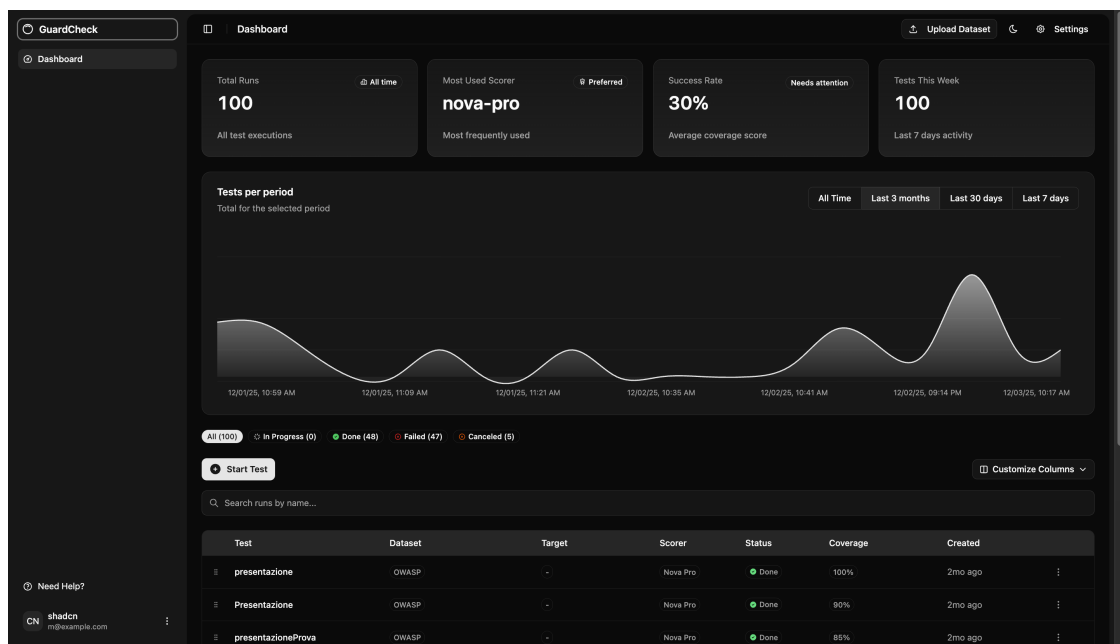 GuardCheck
Dashboard
Dashboard
Upload Dataset
Settings
Total Runs
All time
100
All test executions
Most Used Scorer
Preferred
nova-pro
Most frequently used
Success Rate
Needs attention
30%
Average coverage score
Tests This Week
100
Last 7 days activity
Tests per period
Total for the selected period
All Time Last 3 months Last 30 days Last 7 days
12/01/25, 10:59 AM 12/01/25, 11:09 AM 12/01/25, 11:21 AM 12/02/25, 10:35 AM 12/02/25, 10:41 AM 12/02/25, 09:14 PM 12/03/25, 10:17 AM
All (100) In Progress (0) Done (48) Failed (47) Canceled (5)
Start Test
Customize Columns
Search runs by name...
Test Dataset Target Scorer Status Coverage Created
presentazione OWASP - Nova Pro Done 100% 2mo ago
Presentazione OWASP - Nova Pro Done 90% 2mo ago
presentazioneProva OWASP - Nova Pro Done 85% 2mo ago
Need Help?
CN
shadcn
m@example.com